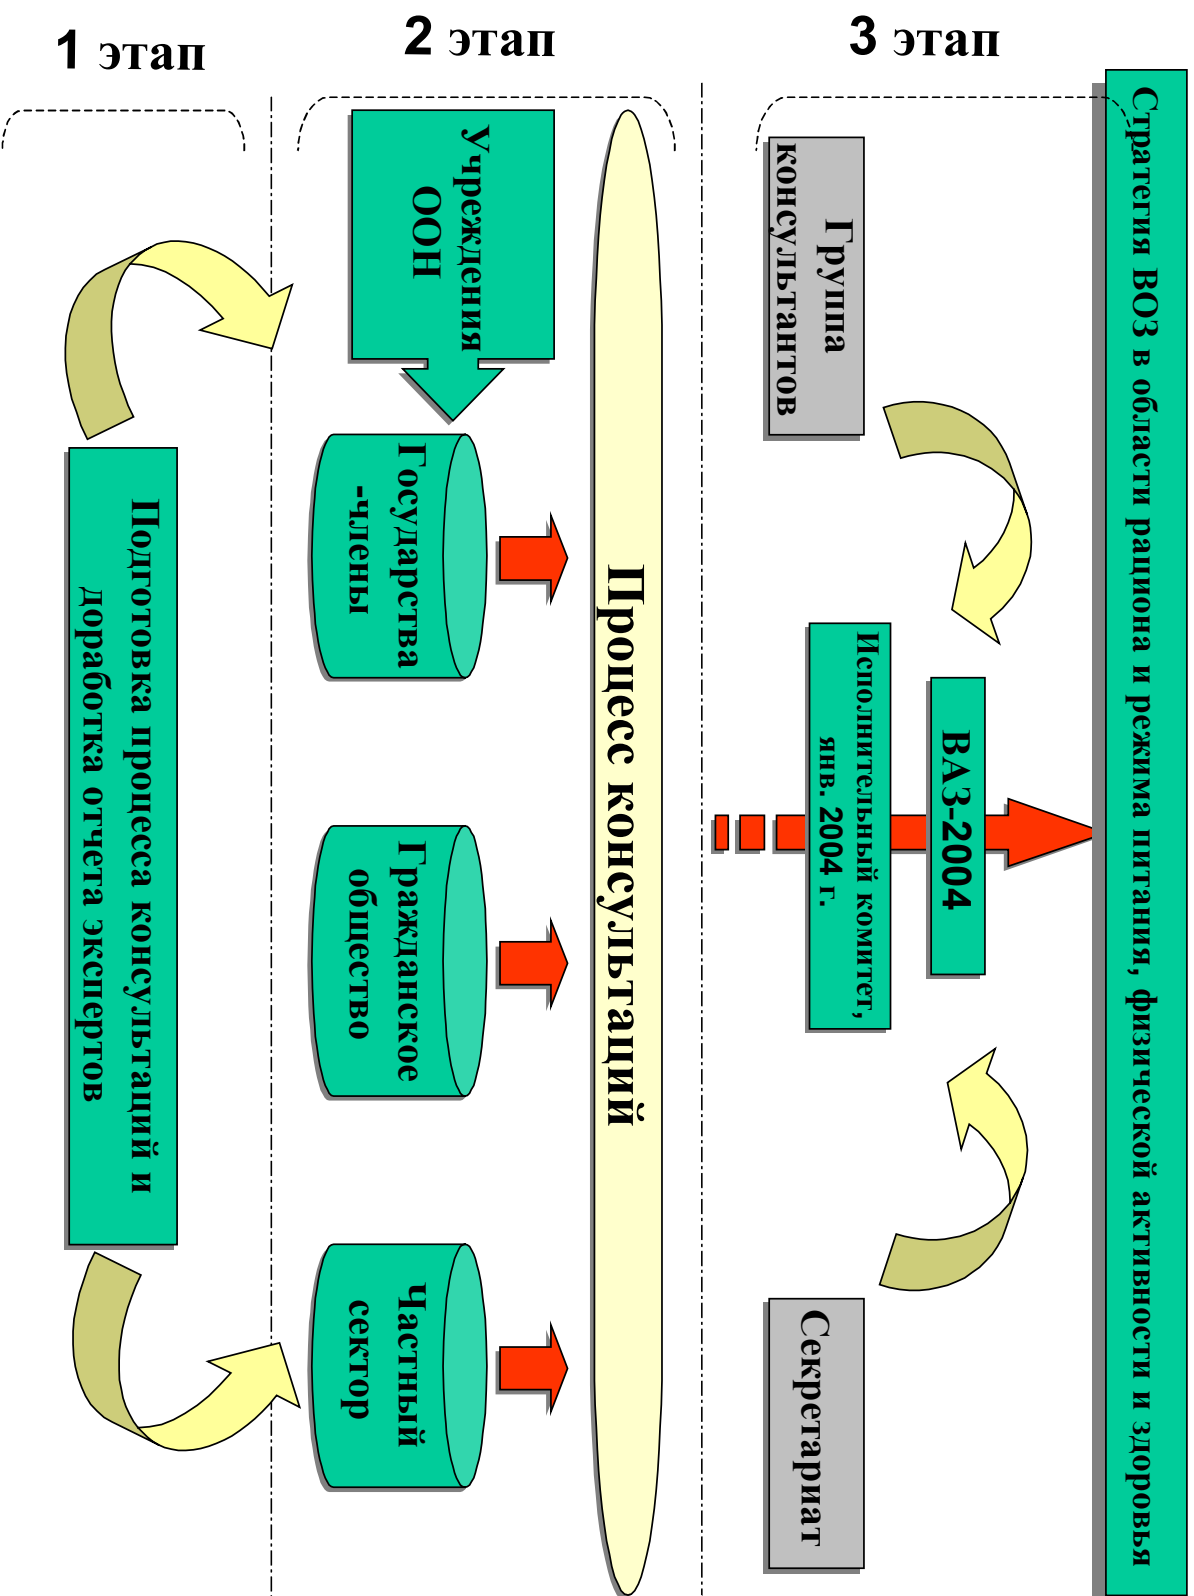 1 этап
2 этап
3 этап
Подготовка процесса консультаций и
доработка отчета экспертов
Учреждения
ООН
Государства
-члены
Гражданское
общество
Частный
сектор
Процесс консультаций
Группа
консультантов
Исполнительный комитет,
янв. 2004 г.
ВАЗ-2004
Секретариат
Стратегия ВОЗ в области рациона и режима питания, физической активности и здоровья